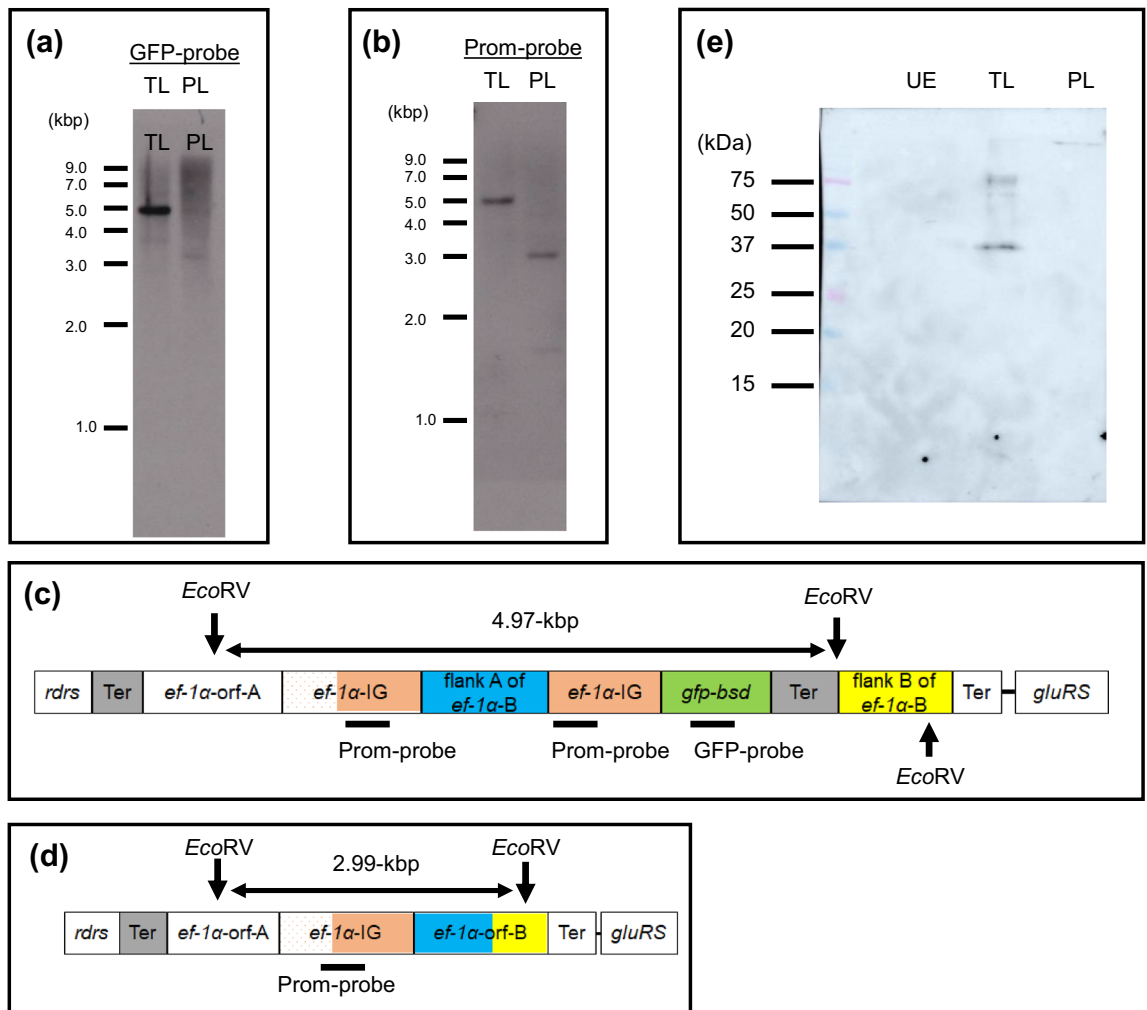 (a)
GFP-probe
TL PL
(kbp)
TL PL
9.0
7.0
5.0
4.0
3.0
2.0
1.0
(b)
Prom-probe
TL PL
(kbp)
9.0
7.0
5.0
4.0
3.0
2.0
1.0
(e)
UE TL PL
(kDa)
75
50
37
25
20
15
(c)
EcoRV EcoRV
4.97-kbp
rdrs Ter ef-1α-orf-A ef-1α-IG flank A of ef-1α-IG gfp-bsd Ter flank B of Ter gluRS
ef-1α-B ef-1α-B
Prom-probe Prom-probe GFP-probe
EcoRV
(d)
EcoRV EcoRV
2.99-kbp
rdrs Ter ef-1α-orf-A ef-1α-IG ef-1α-orf-B Ter gluRS
Prom-probe